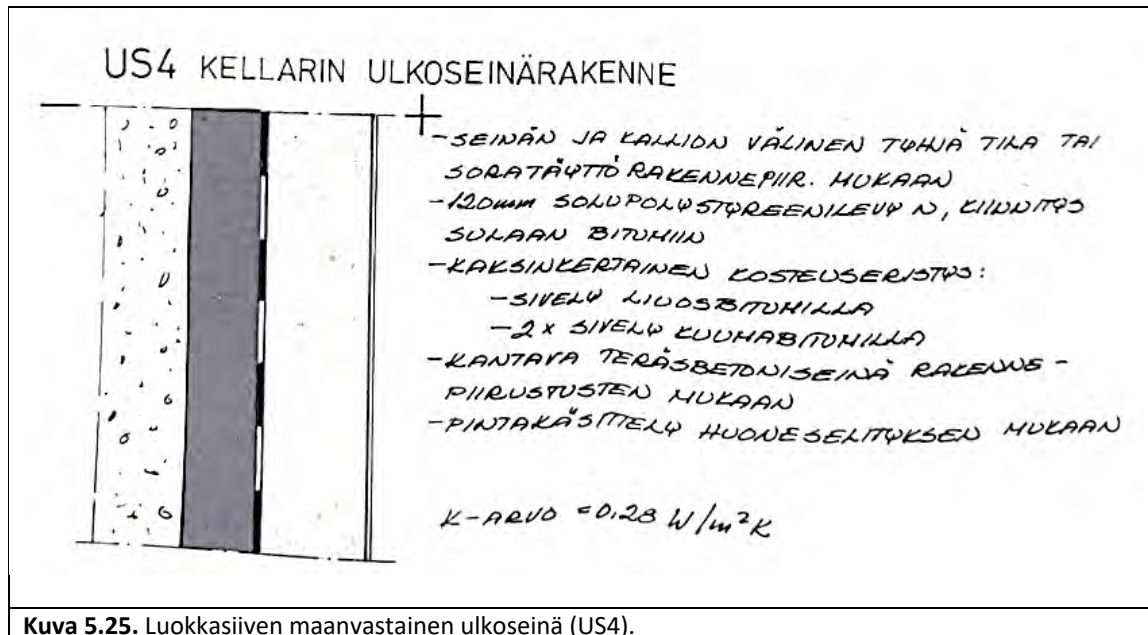 US4 KELLARIN ULKOSEINÄRAKENNE
-SEINÄN JA KALLION VÄLINEN TYHJÄ TILA TAI
SORATÄYTTÖ RAKENNEPIIR. MUKAAN
-120mm SOLUPOLYSTYREENILEVY N, KIINNITYS
SULAAN BITUMIIN
-KAKSINKERTAINEN KOSTEUSERISTYS:
-SIVELY LIUOSBITUMILLA
-2x SIVELY KUUMABITUMILLA
-KANTAVA TERÄSBETONISEINÄ RAKENNE-
PIIRUSTUSTEN MUKAAN
-PINTAKÄSITTELY HUONESELITYKSEN MUKAAN
K-ARVO =0,28 W/m²K
Kuva 5.25. Luokkasiiven maanvastainen ulkoseinä (US4).